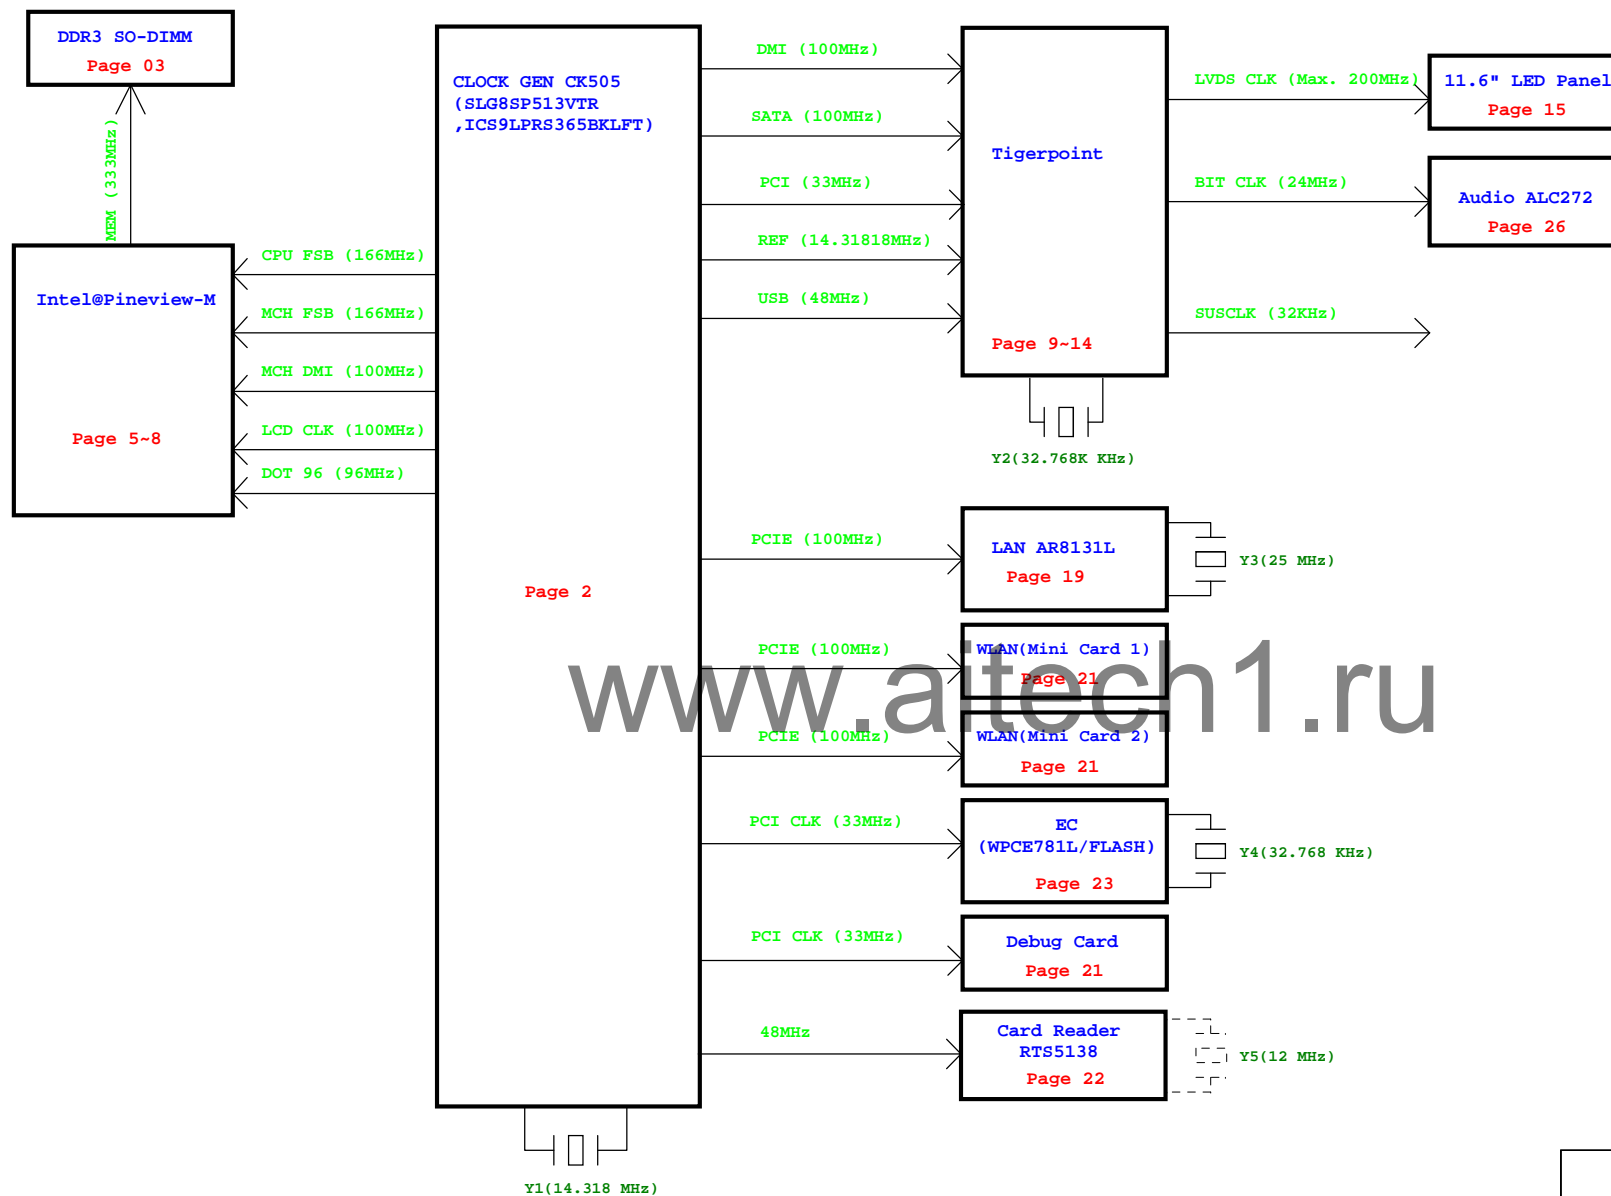 DDR3 SO-DIMM
Page 03
MEM (333MHz)
Intel@Pineview-M
Page 5~8
CPU FSB (166MHz)
MCH FSB (166MHz)
MCH DMI (100MHz)
LCD CLK (100MHz)
DOT 96 (96MHz)
CLOCK GEN CK505
(SLG8SP513VTR
,ICS9LPRS365BKLFT)
Page 2
Y1(14.318 MHz)
DMI (100MHz)
SATA (100MHz)
PCI (33MHz)
REF (14.31818MHz)
USB (48MHz)
Tigerpoint
Page 9~14
Y2(32.768K KHz)
LVDS CLK (Max. 200MHz)
11.6" LED Panel
Page 15
BIT CLK (24MHz)
Audio ALC272
Page 26
SUSCLK (32KHz)
PCIE (100MHz)
LAN AR8131L
Page 19
Y3(25 MHz)
PCIE (100MHz)
WLAN(Mini Card 1)
Page 21
www.aitech1.ru
PCIE (100MHz)
WLAN(Mini Card 2)
Page 21
PCI CLK (33MHz)
EC
(WPCE781L/FLASH)
Page 23
Y4(32.768 KHz)
PCI CLK (33MHz)
Debug Card
Page 21
48MHz
Card Reader
RTS5138
Page 22
Y5(12 MHz)